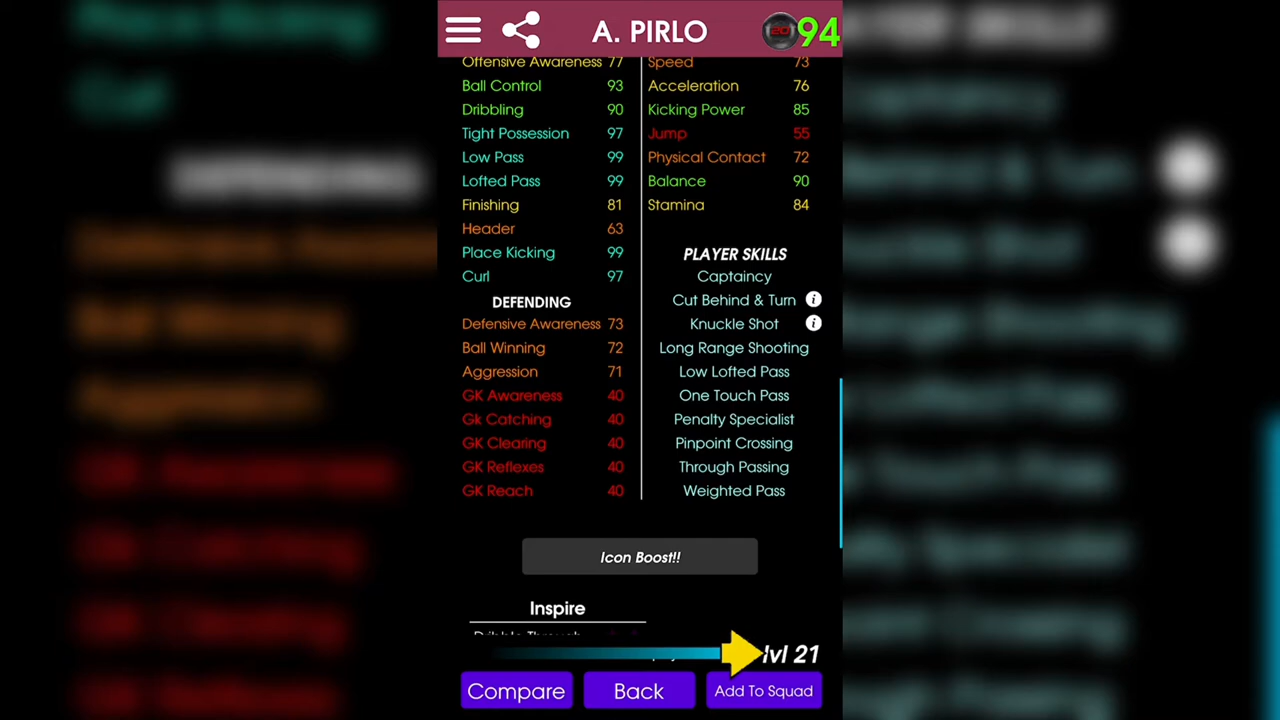 A. PIRLO
20 94
Offensive Awareness 77
Ball Control 93
Dribbling 90
Tight Possession 97
Low Pass 99
Lofted Pass 99
Finishing 81
Header 63
Place Kicking 99
Curl 97
DEFENDING
Defensive Awareness 73
Ball Winning 72
Aggression 71
GK Awareness 40
Gk Catching 40
GK Clearing 40
GK Reflexes 40
GK Reach 40
Speed 73
Acceleration 76
Kicking Power 85
Jump 55
Physical Contact 72
Balance 90
Stamina 84
PLAYER SKILLS
Captaincy
Cut Behind & Turn i
Knuckle Shot i
Long Range Shooting
Low Lofted Pass
One Touch Pass
Penalty Specialist
Pinpoint Crossing
Through Passing
Weighted Pass
Icon Boost!!
Inspire
lvl 21
Compare
Back
Add To Squad